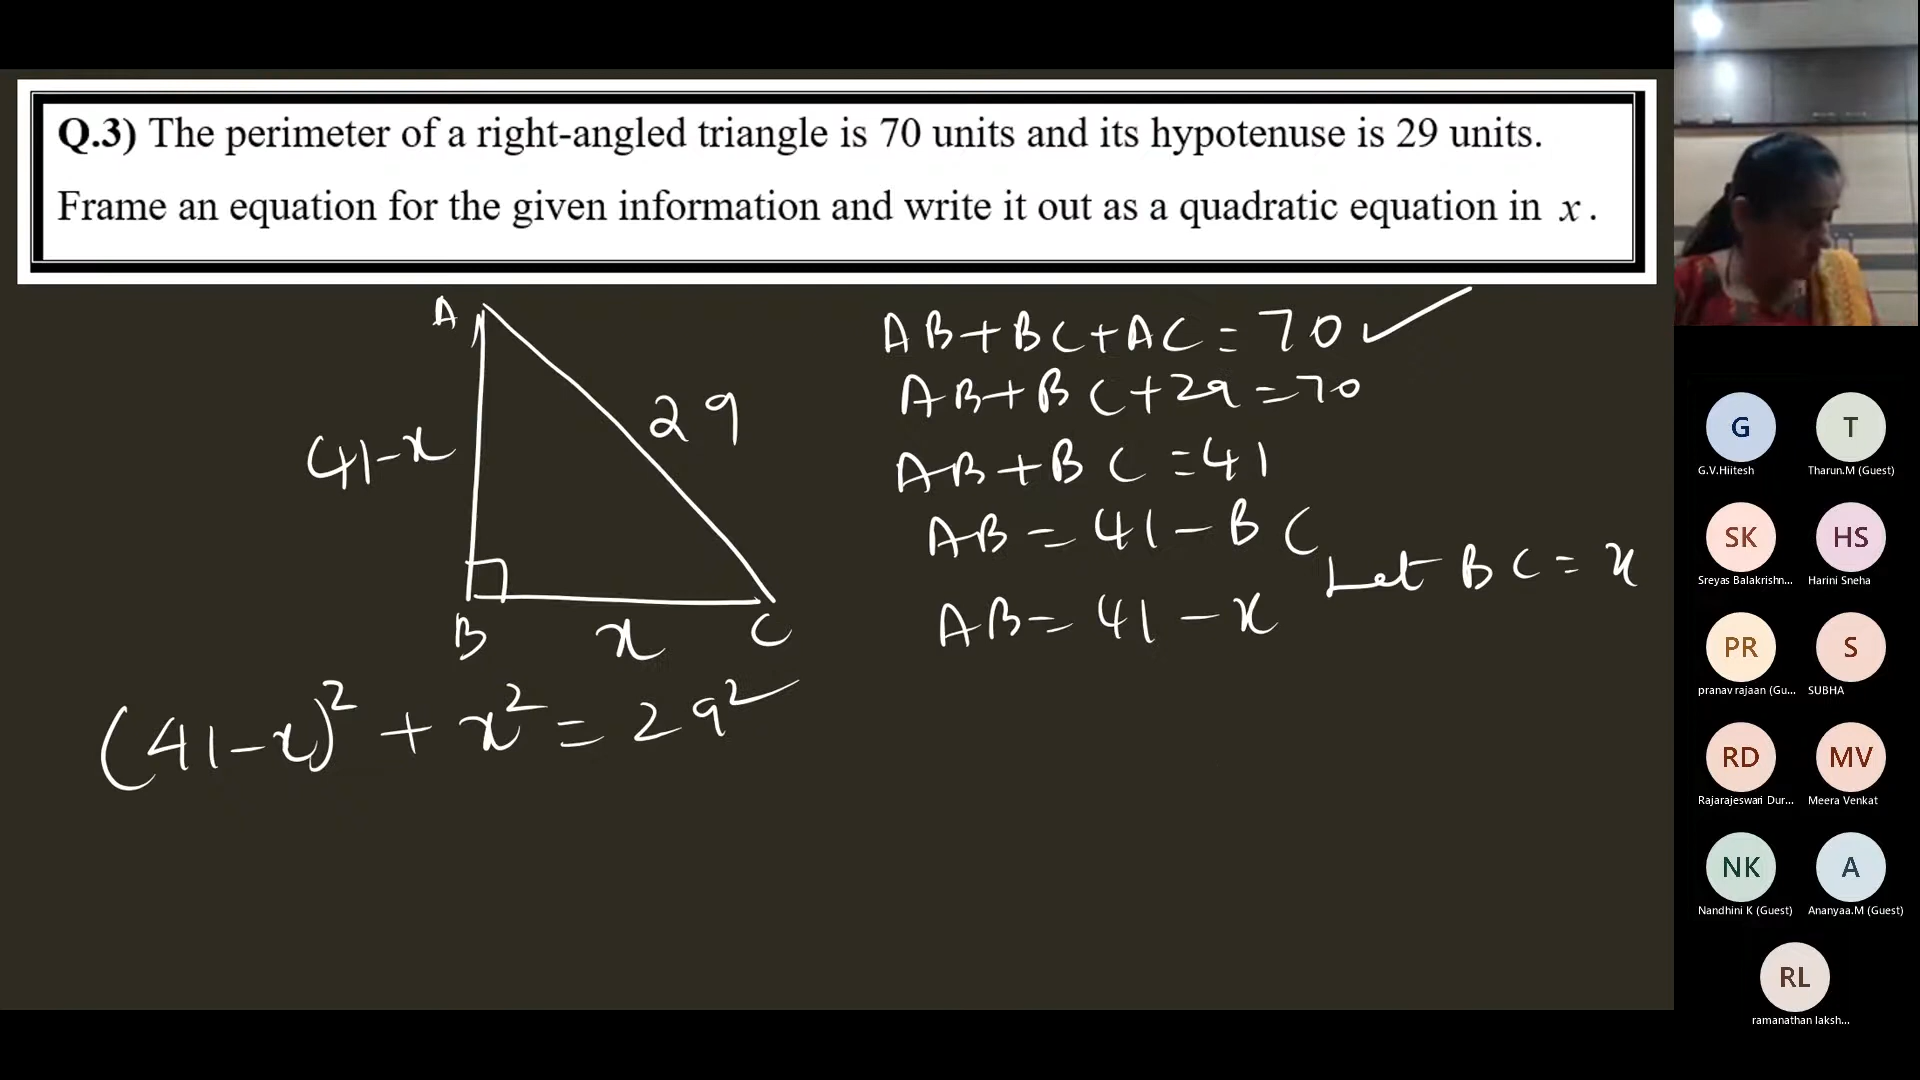 Q.3) The perimeter of a right-angled triangle is 70 units and its hypotenuse is 29 units.
Frame an equation for the given information and write it out as a quadratic equation in x.
A
41-x
29
B
x
C
AB+BC+AC=70✓
AB+BC+29=70
AB+BC=41
AB=41-BC
Let BC=x
AB=41-x
(41-x)²+x²=29²
G
G.V.Hiitesh
T
Tharun.M (Guest)
SK
Sreyas Balakrishn...
HS
Harini Sneha
PR
pranav rajaan (Gu...
S
SUBHA
RD
Rajarajeswari Dur...
MV
Meera Venkat
NK
Nandhini K (Guest)
A
Ananyaa.M (Guest)
RL
ramanathan laksh...